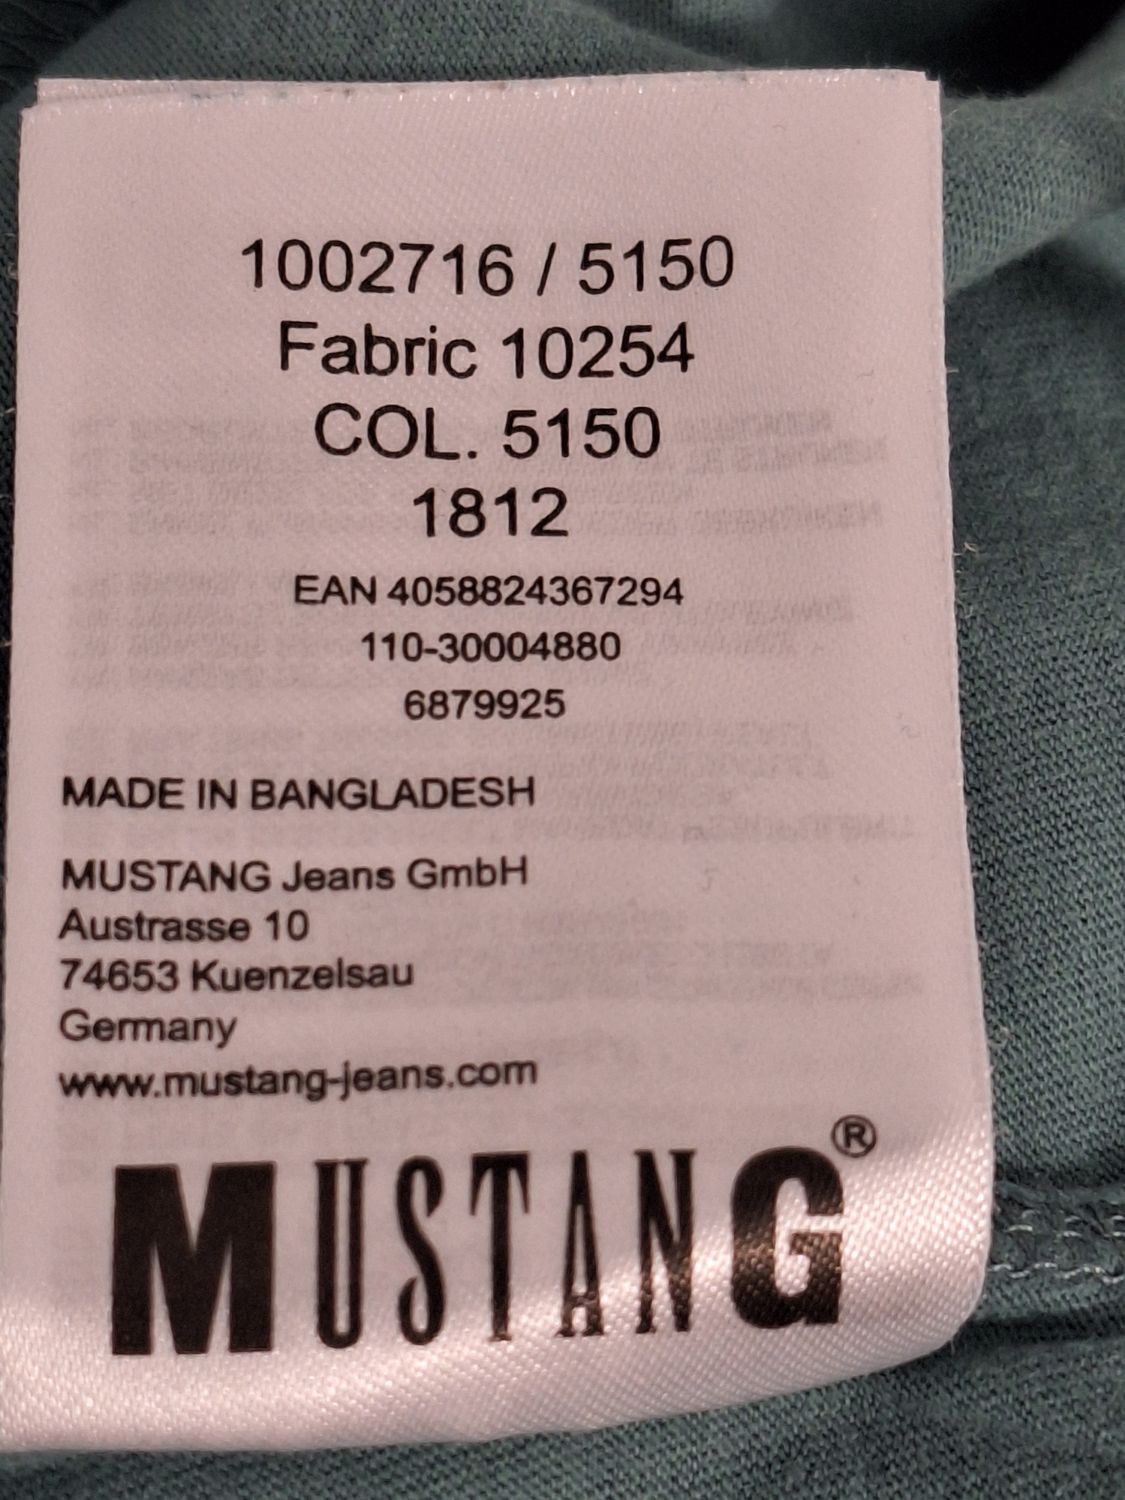 1002716 / 5150
Fabric 10254
COL. 5150
1812
EAN 4058824367294
110-30004880
6879925
MADE IN BANGLADESH
MUSTANG Jeans GmbH
Austrasse 10
74653 Kuenzelsau
Germany
www.mustang-jeans.com
MUSTANG®